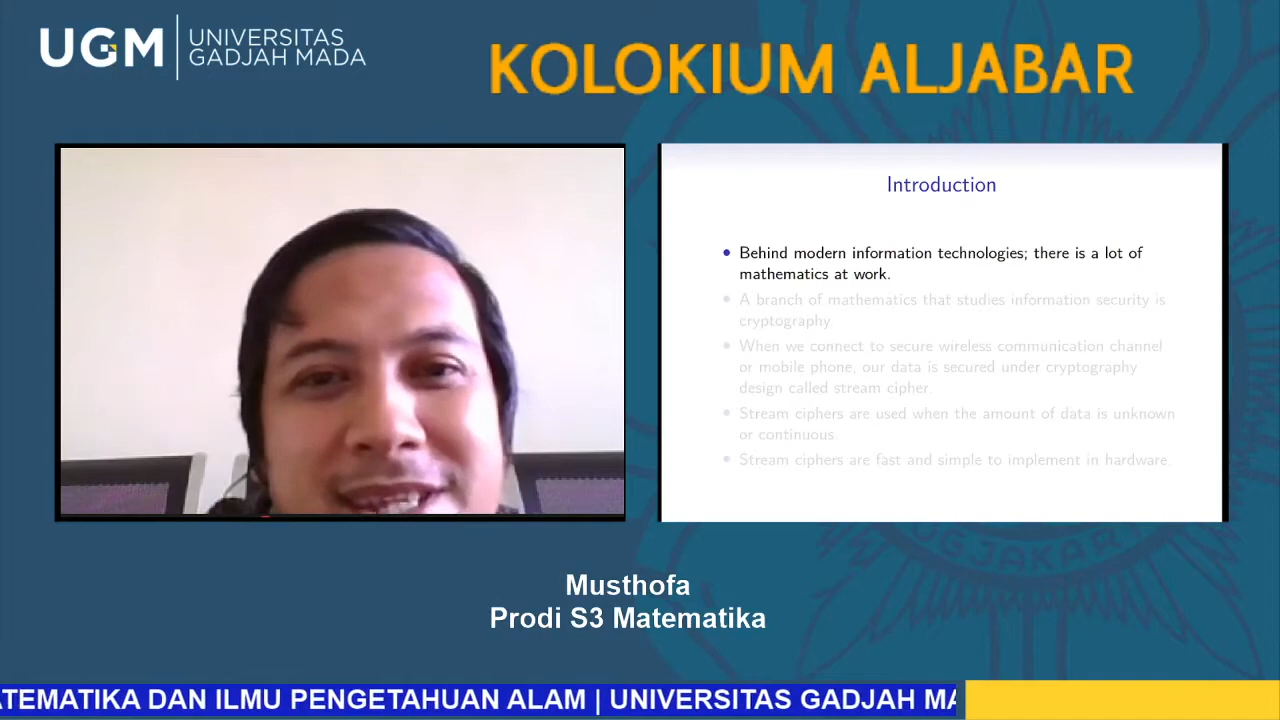 UGM UNIVERSITAS
GADJAH MADA
KOLOKIUM ALJABAR
Introduction
• Behind modern information technologies; there is a lot of
mathematics at work.
• A branch of mathematics that studies information security is
cryptography.
• When we connect to secure wireless communication channel
or mobile phone, our data is secured under cryptography
design called stream cipher.
• Stream ciphers are used when the amount of data is unknown
or continuous.
• Stream ciphers are fast and simple to implement in hardware.
GJAKAR
Musthofa
Prodi S3 Matematika
ATEMATIKA DAN ILMU PENGETAHUAN ALAM | UNIVERSITAS GADJAH MA